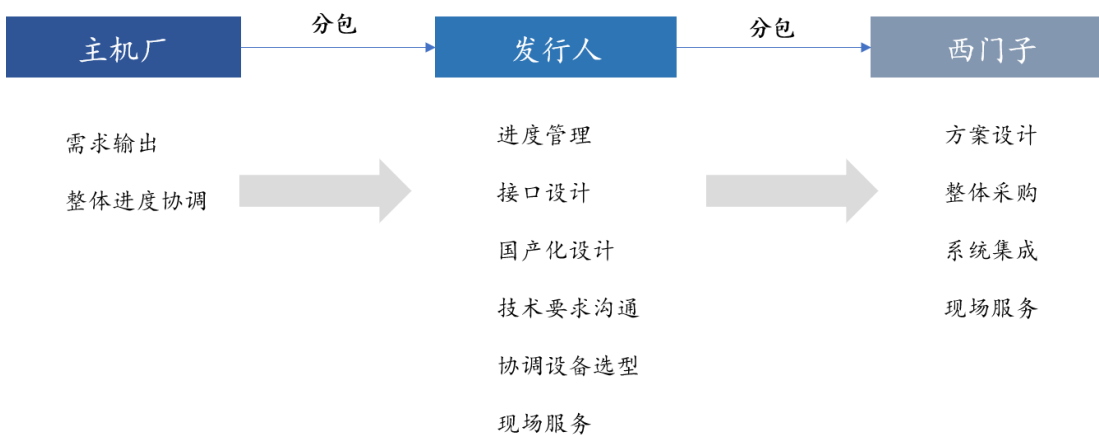 主机厂
分包
发行人
分包
西门子
需求输出
整体进度协调
进度管理
接口设计
国产化设计
技术要求沟通
协调设备选型
现场服务
方案设计
整体采购
系统集成
现场服务